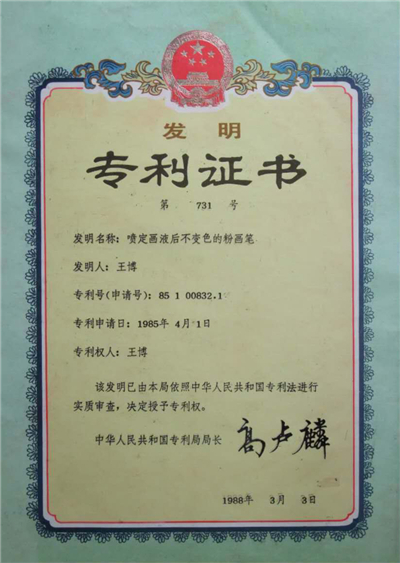 发明
专利证书
第 731 号
发明名称：喷定画液后不变色的粉画笔
发明人：王博
专利号(申请号)：85 1 00832.1
专利申请日：1985年 4月 1日
专利权人：王博
该发明已由本局依照中华人民共和国专利法进行
实质审查，决定授予专利权。
中华人民共和国专利局局长 高卢麟
1988年 3月 3日